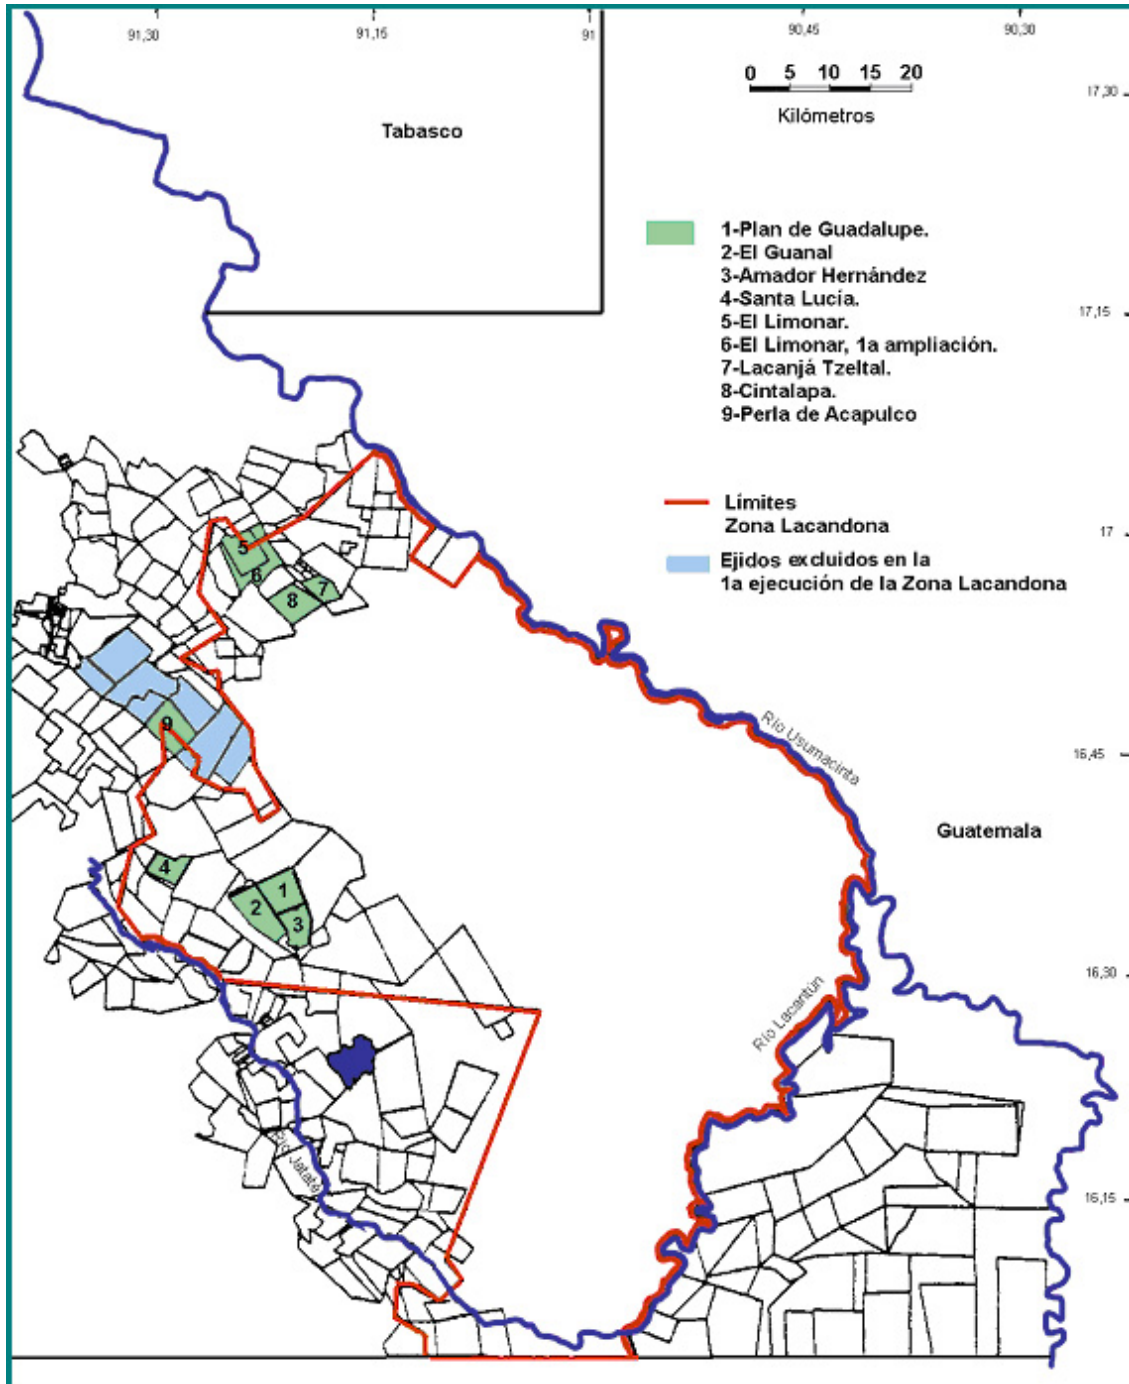 91,30
91,15
91
90,45
90,30
0 5 10 15 20
Kilómetros
17,30
Tabasco
1-Plan de Guadalupe.
2-El Guanal
3-Amador Hernández
4-Santa Lucía.
5-El Limonar.
6-El Limonar, 1a ampliación.
7-Lacanjá Tzeltal.
8-Cintalapa.
9-Perla de Acapulco
17,15
Límites
Zona Lacandona
17
Ejidos excluidos en la
1a ejecución de la Zona Lacandona
5
6
7
8
9
Río Usumacinta
16,45
Guatemala
4
1
2
3
16,30
Río Lacantún
Río Jataté
16,15